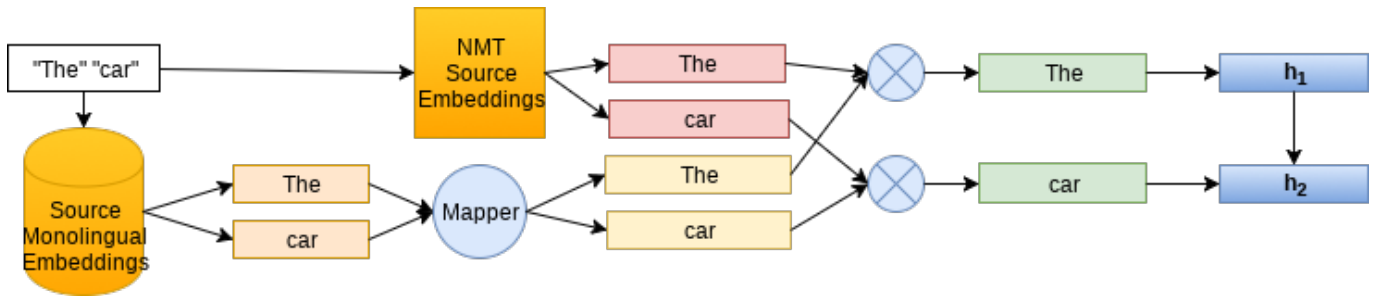 "The" "car"
NMT
Source
Embeddings
The
car
The
h1
Source
Monolingual
Embeddings
The
car
Mapper
The
car
car
h2